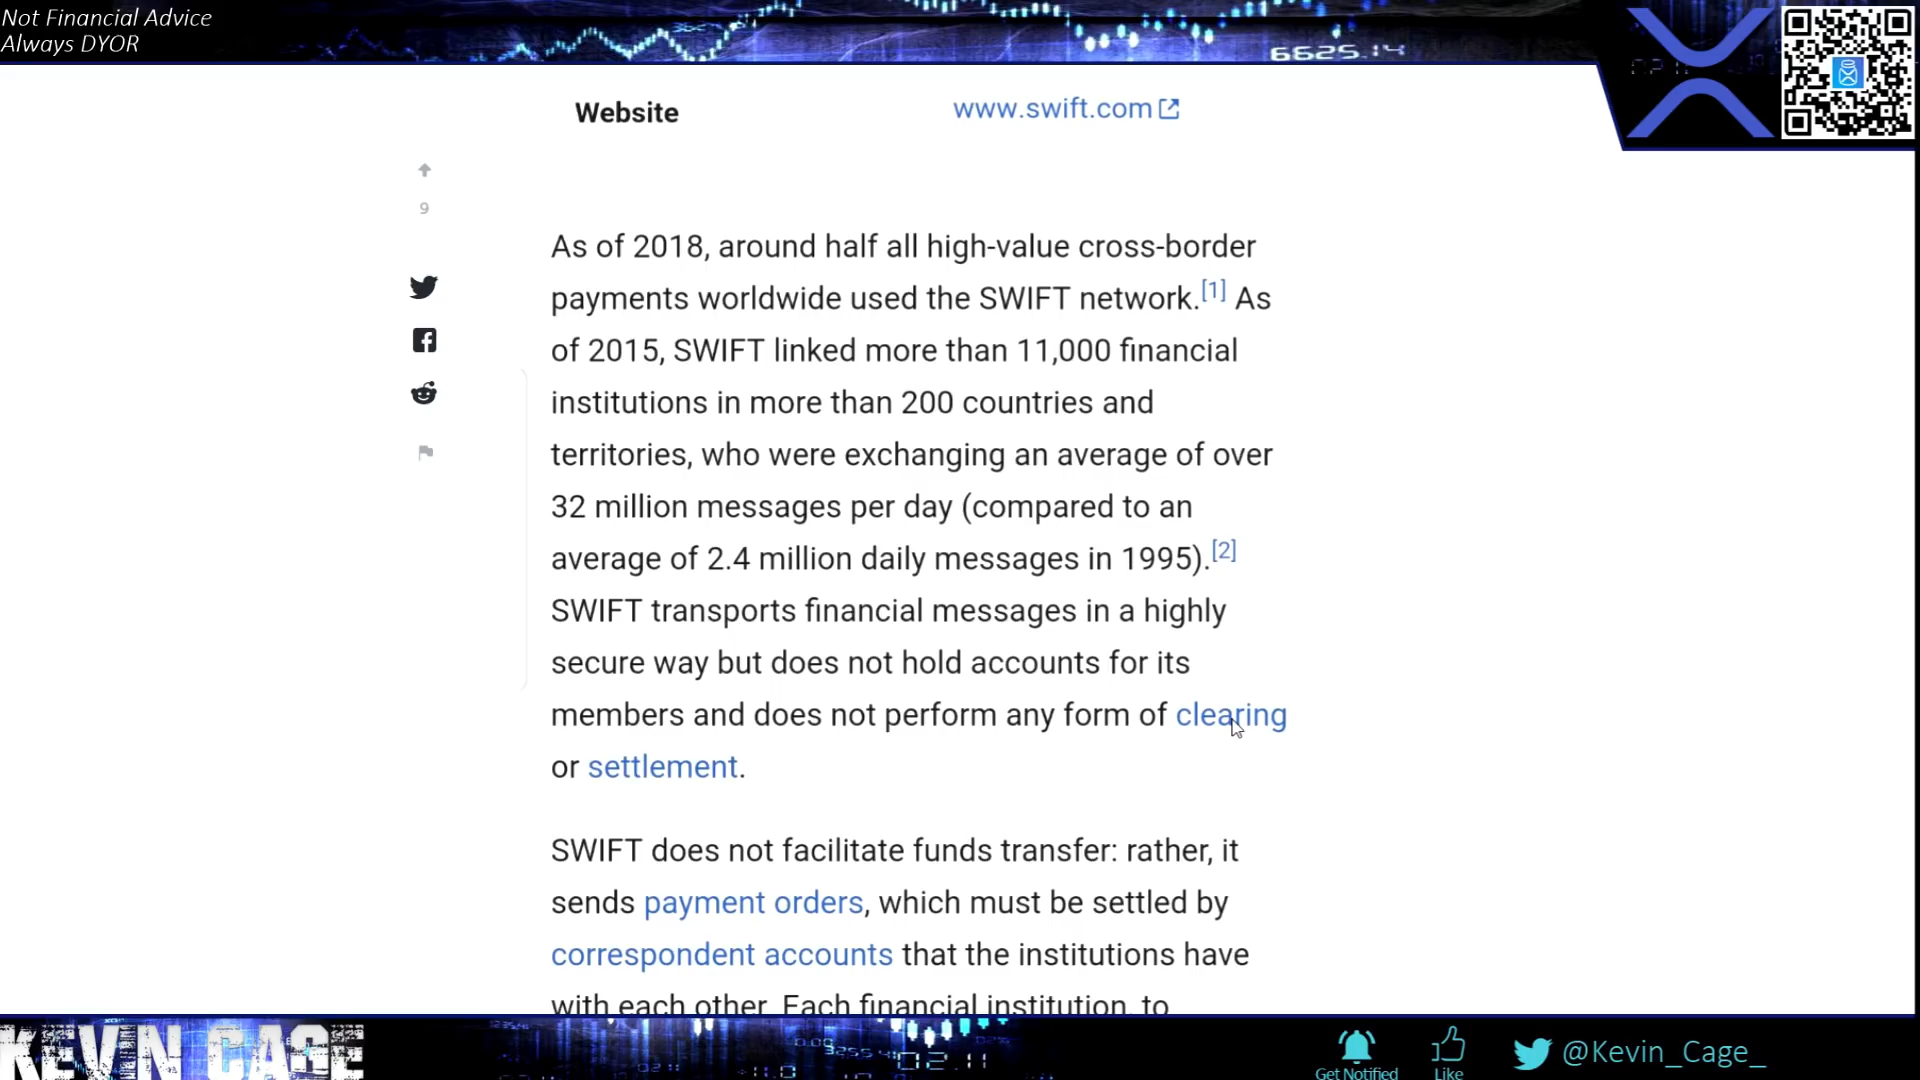 Not Financial Advice
Always DYOR
6625.14
Website www.swift.com
9
As of 2018, around half all high-value cross-border
payments worldwide used the SWIFT network.[1] As
of 2015, SWIFT linked more than 11,000 financial
institutions in more than 200 countries and
territories, who were exchanging an average of over
32 million messages per day (compared to an
average of 2.4 million daily messages in 1995).[2]
SWIFT transports financial messages in a highly
secure way but does not hold accounts for its
members and does not perform any form of clearing
or settlement.
SWIFT does not facilitate funds transfer: rather, it
sends payment orders, which must be settled by
correspondent accounts that the institutions have
with each other. Each financial institution, to
KEVIN CAGE
02.11
Get Notified
Like
@Kevin_Cage_